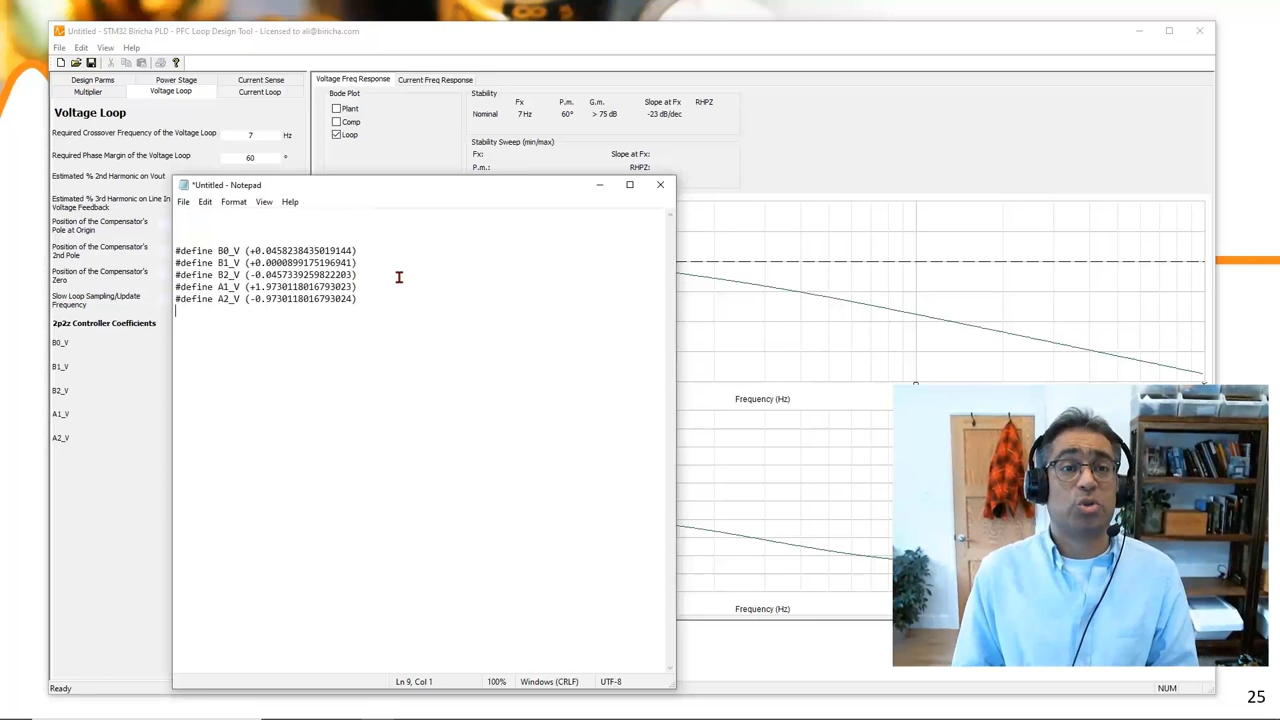 Untitled - STM32 Biricha PLD - PFC Loop Design Tool - Licensed to ali@biricha.com
File Edit View Help
Design Parms Power Stage Current Sense
Multiplier Voltage Loop Current Loop
Voltage Loop
Required Crossover Frequency of the Voltage Loop 7 Hz
Required Phase Margin of the Voltage Loop 60 °
Estimated % 2nd Harmonic on Vout
Estimated % 3rd Harmonic on Line In
Voltage Feedback
Position of the Compensator's
Pole at Origin
Position of the Compensator's
2nd Pole
Position of the Compensator's
Zero
Slow Loop Sampling/Update
Frequency
2p2z Controller Coefficients
B0_V
B1_V
B2_V
A1_V
A2_V
Ready
Voltage Freq Response Current Freq Response
Bode Plot
Plant
Comp
Loop
Stability
Fx P.m. G.m. Slope at Fx RHPZ
Nominal 7 Hz 60° > 75 dB -23 dB/dec
Stability Sweep (min/max)
Fx: Slope at Fx:
P.m.: RHPZ:
Frequency (Hz)
Frequency (Hz)
NUM
*Untitled - Notepad
File Edit Format View Help
#define B0_V (+0.0458238435019144)
#define B1_V (+0.0000899175196941)
#define B2_V (-0.0457339259822203)
#define A1_V (+1.9730118016793023)
#define A2_V (-0.9730118016793024)
Ln 9, Col 1 100% Windows (CRLF) UTF-8
25